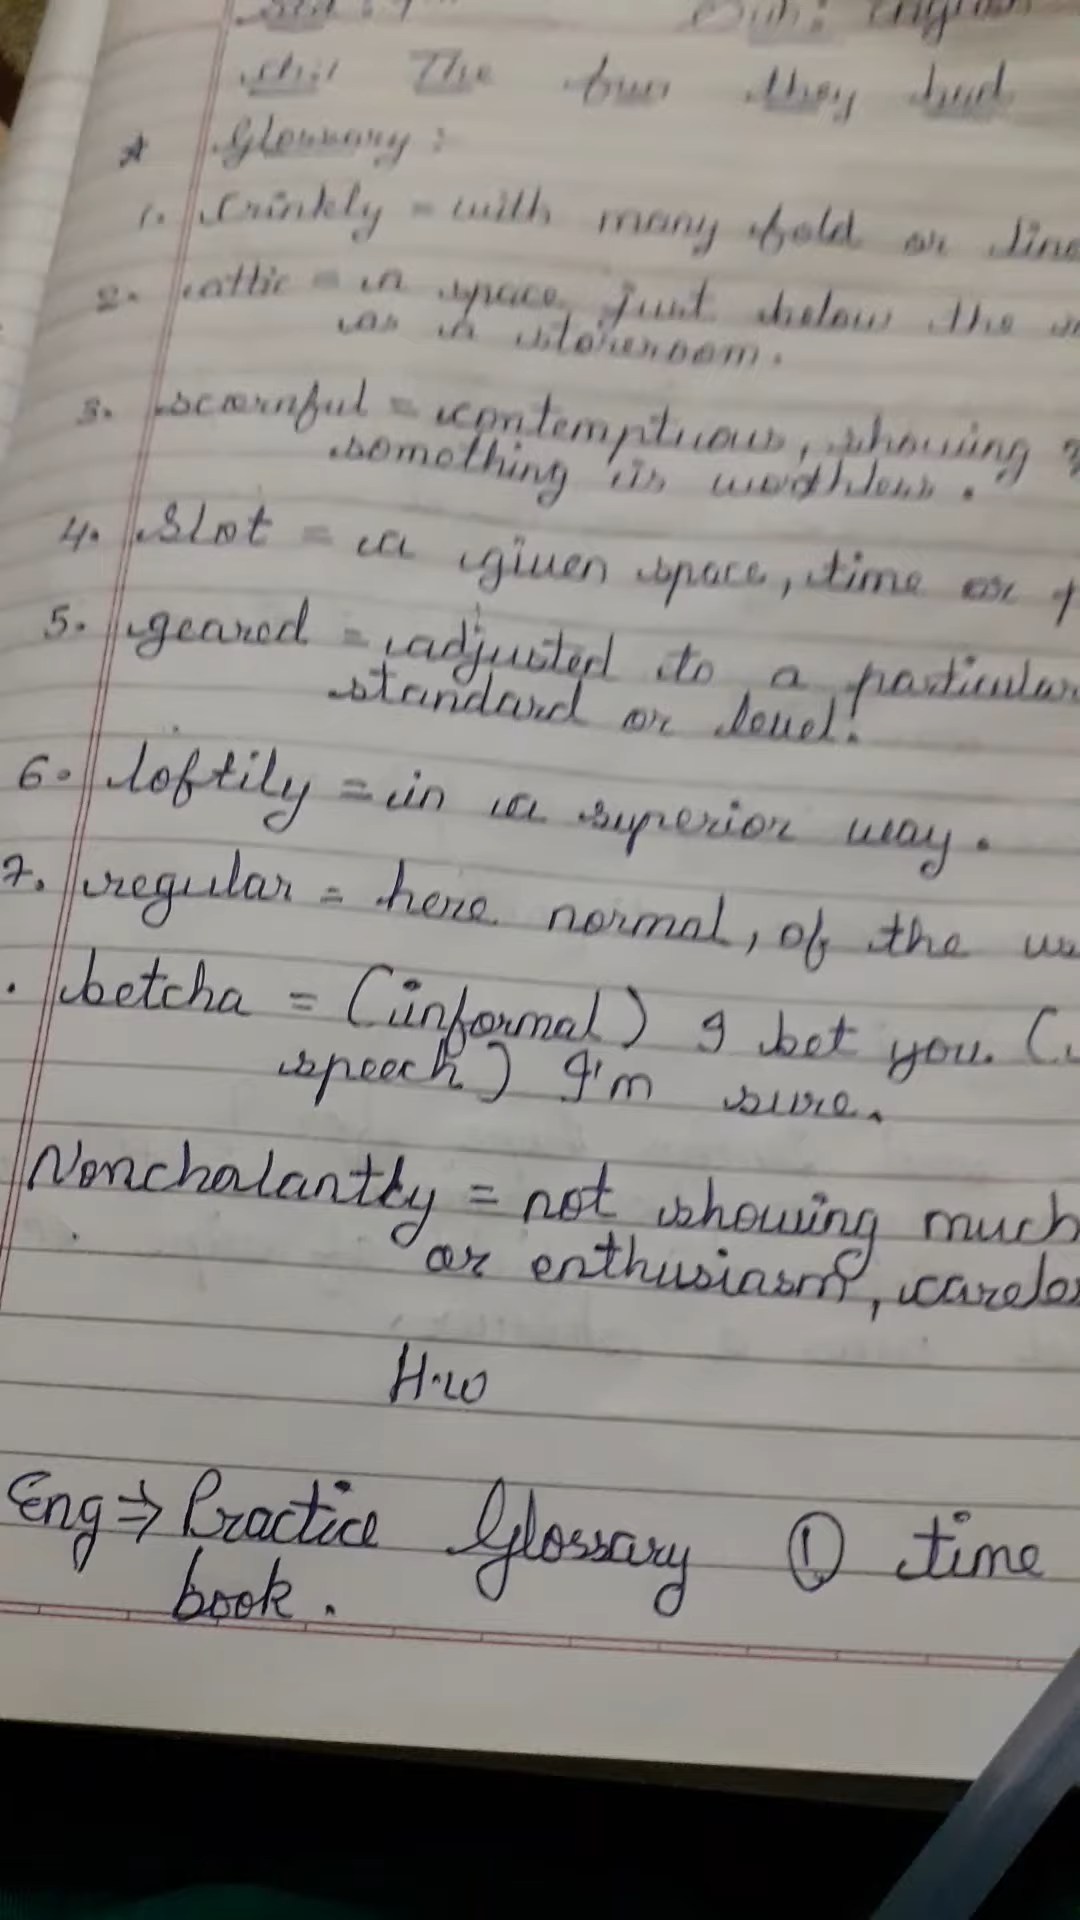 The fun they had
* Glossary :
1. Crinkly = with many fold or line
2. attic = a space just below the
as a storeroom.
3. scornful = contemptuous, showing
something is worthless.
4. Slot = a given space, time or
5. geared = adjusted to a particular
standard or level.
6. loftily = in a superior way.
7. regular = here normal, of the
. betcha = (informal) I bet you. (
speech) I'm sure.
Nonchalantly = not showing much
or enthusiasm, careles
H.w
Eng ⇒ Practice Glossary ① time
book.